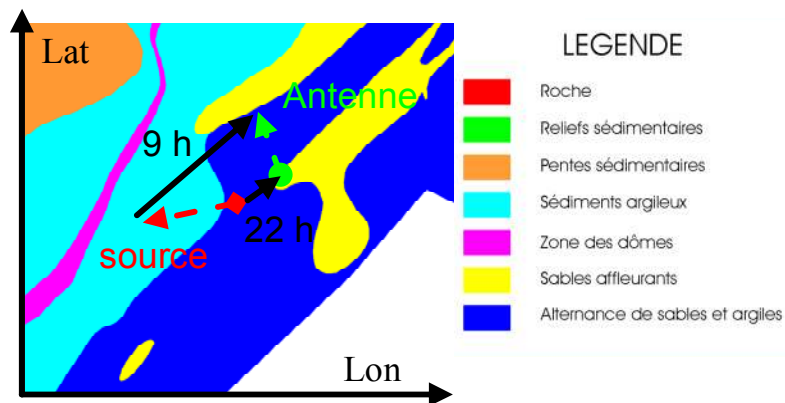 Lat
Antenne
9 h
22 h
source
Lon
LEGENDE
Roche
Reliefs sédimentaires
Pentes sédimentaires
Sédiments argileux
Zone des dômes
Sables affleurants
Alternance de sables et argiles